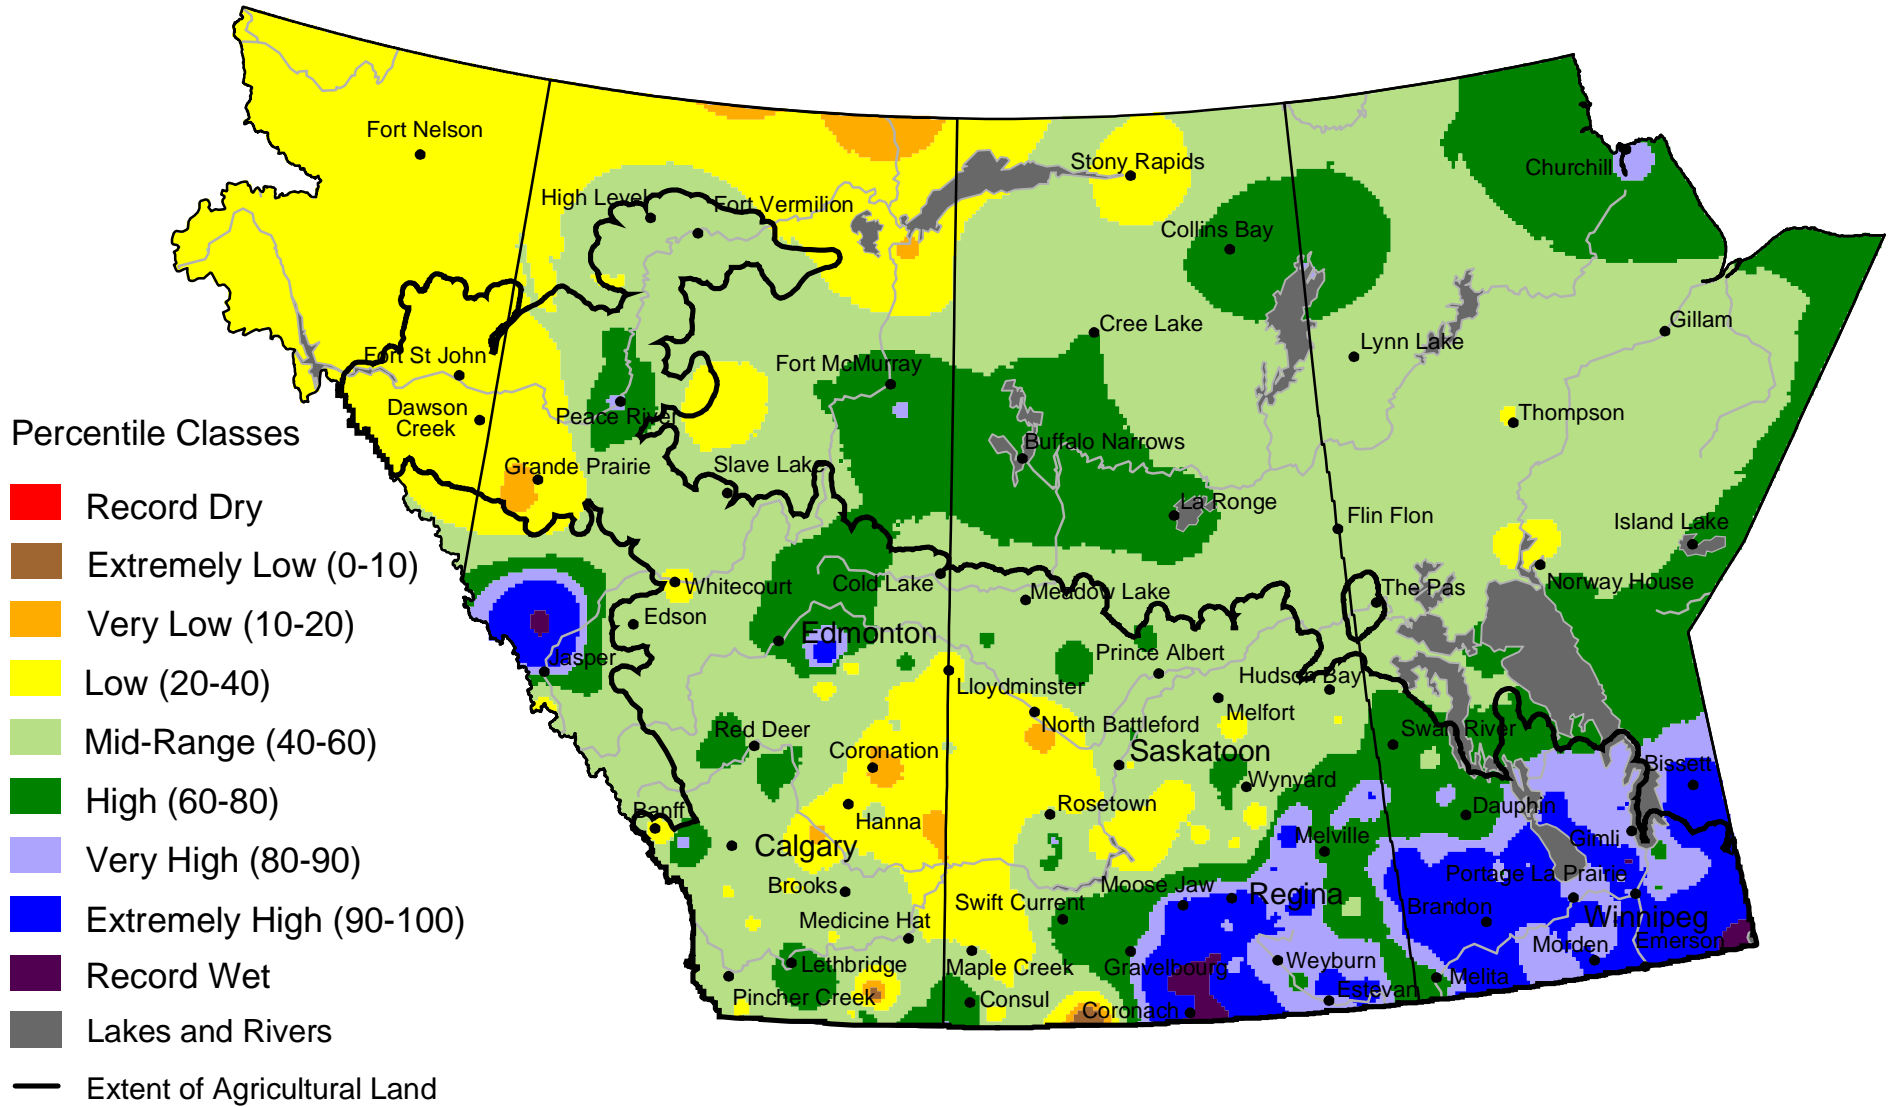 Fort Nelson
Churchill
Stony Rapids
High Level
Fort Vermilion
Collins Bay
Gillam
Cree Lake
Lynn Lake
Fort St John
Fort McMurray
Dawson
Creek
Peace River
Thompson
Percentile Classes
Buffalo Narrows
Grande Prairie
Slave Lake
La Ronge
Flin Flon
Island Lake
Record Dry
Extremely Low (0-10)
Whitecourt
Cold Lake
Meadow Lake
The Pas
Norway House
Very Low (10-20)
Edson
Edmonton
Jasper
Prince Albert
Hudson Bay
Low (20-40)
Lloydminster
Melfort
North Battleford
Red Deer
Swan River
Mid-Range (40-60)
Coronation
Saskatoon
Bissett
Wynyard
High (60-80)
Banff
Hanna
Rosetown
Dauphin
Calgary
Melville
Gimli
Very High (80-90)
Brooks
Moose Jaw
Regina
Portage La Prairie
Swift Current
Brandon
Winnipeg
Extremely High (90-100)
Medicine Hat
Morden
Emerson
Lethbridge
Maple Creek
Gravelbourg
Weyburn
Melita
Record Wet
Pincher Creek
Consul
Coronach
Estevan
Lakes and Rivers
Extent of Agricultural Land